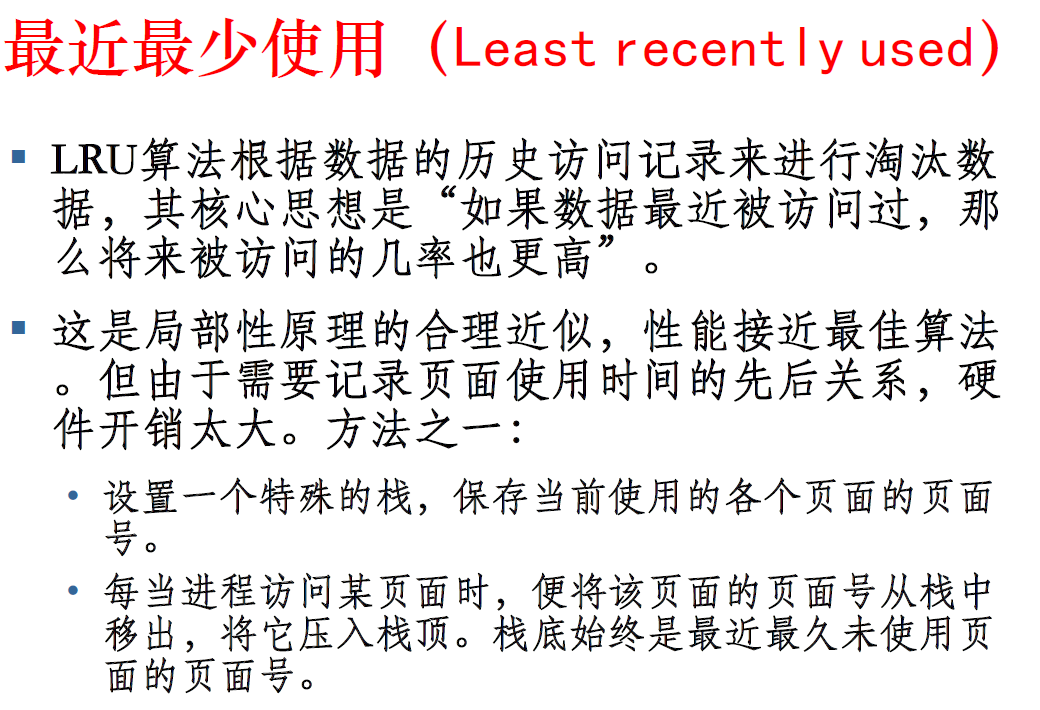 最近最少使用（Least recently used）
▪ LRU算法根据数据的历史访问记录来进行淘汰数
据，其核心思想是“如果数据最近被访问过，那
么将来被访问的几率也更高”。
▪ 这是局部性原理的合理近似，性能接近最佳算法
。但由于需要记录页面使用时间的先后关系，硬
件开销太大。方法之一：
• 设置一个特殊的栈，保存当前使用的各个页面的页面
号。
• 每当进程访问某页面时，便将该页面的页面号从栈中
移出，将它压入栈顶。栈底始终是最近最久未使用页
面的页面号。